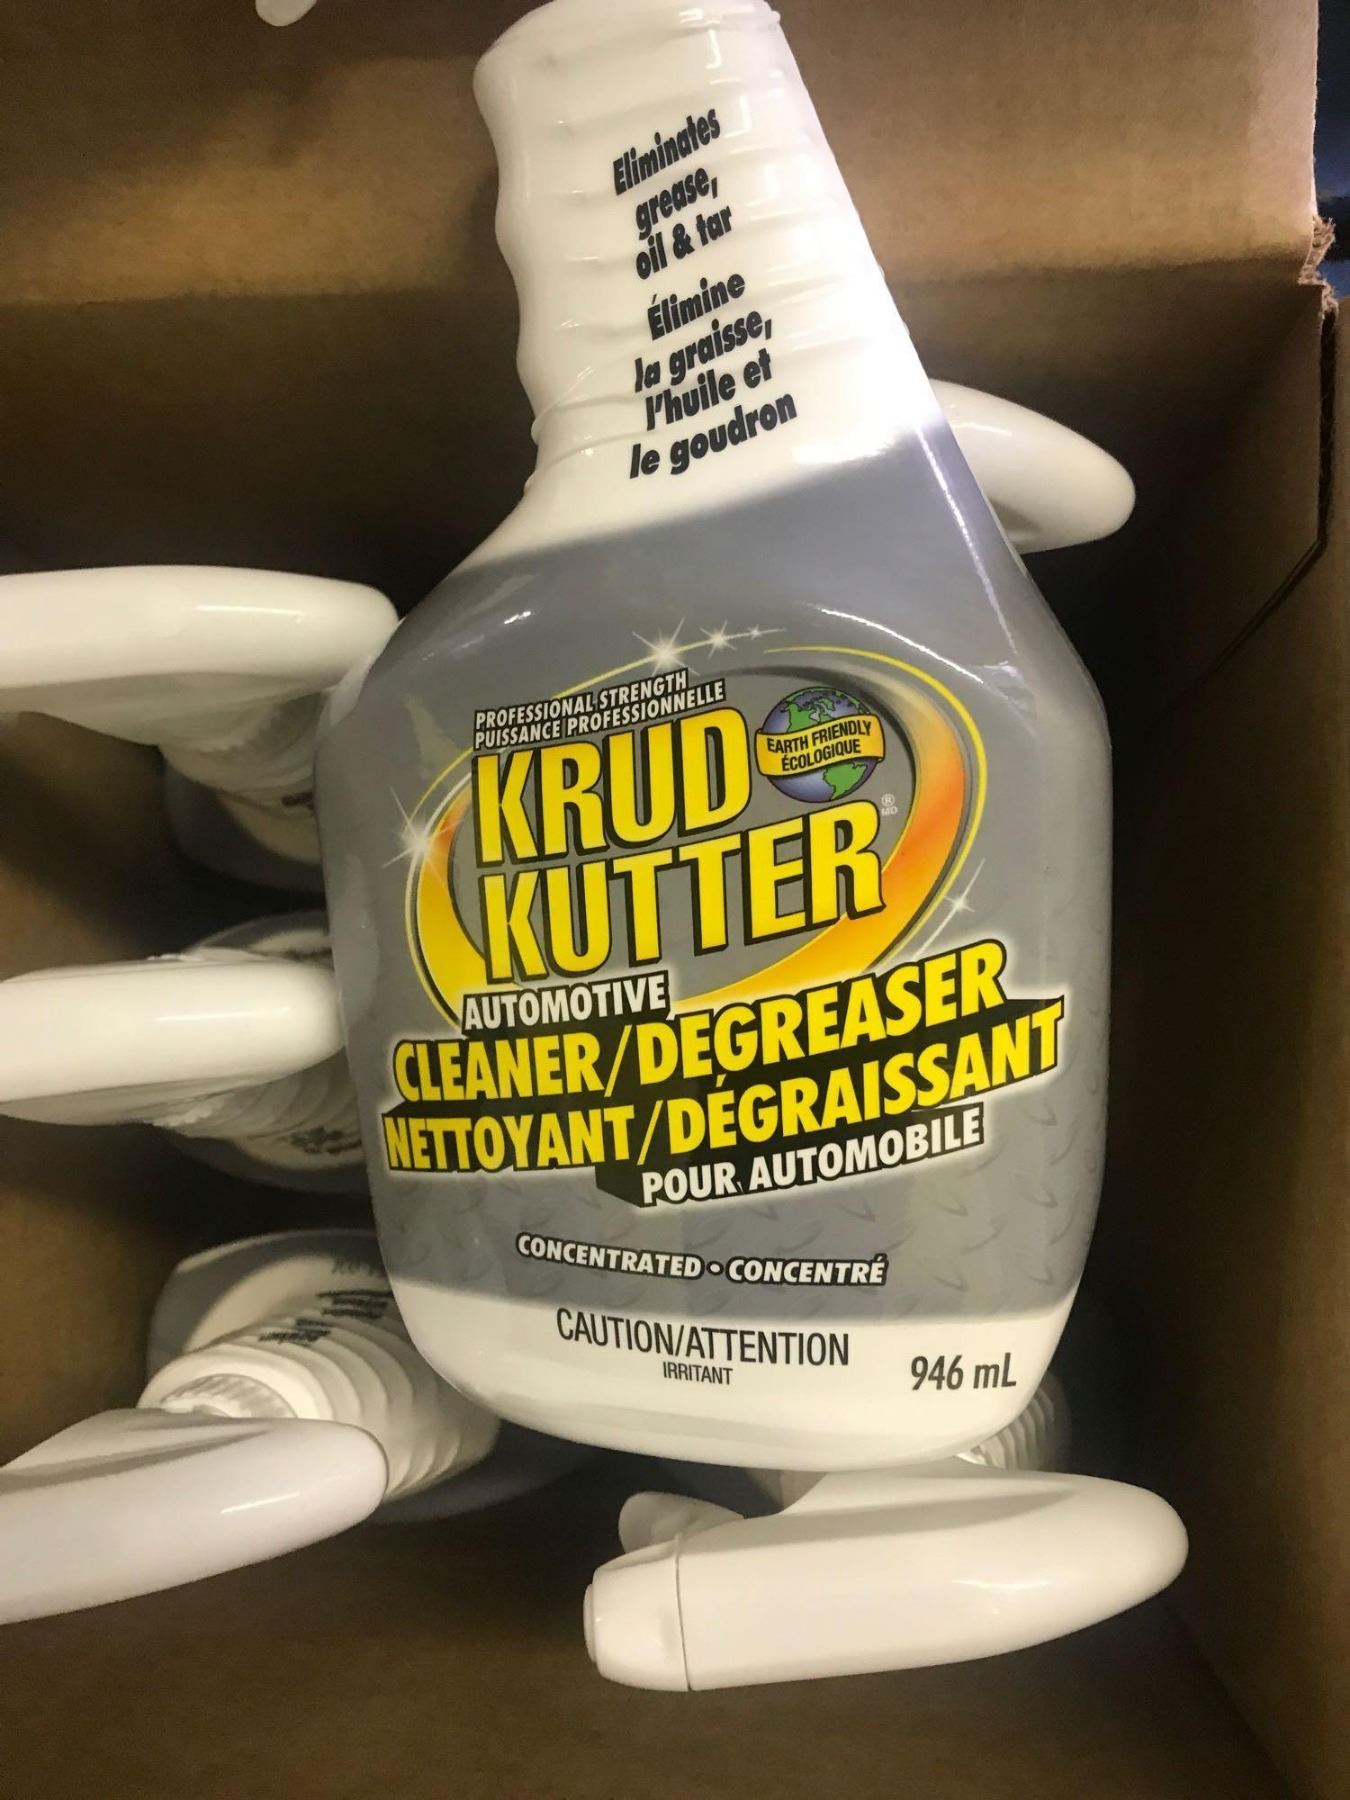 Eliminates
grease,
oil & tar
Élimine
la graisse,
l'huile et
le goudron
PROFESSIONAL STRENGTH
PUISSANCE PROFESSIONNELLE
KRUD
KUTTER
® MD
EARTH FRIENDLY
ÉCOLOGIQUE
AUTOMOTIVE
CLEANER/DEGREASER
NETTOYANT/DÉGRAISSANT
POUR AUTOMOBILE
CONCENTRATED • CONCENTRÉ
CAUTION/ATTENTION
IRRITANT
946 mL